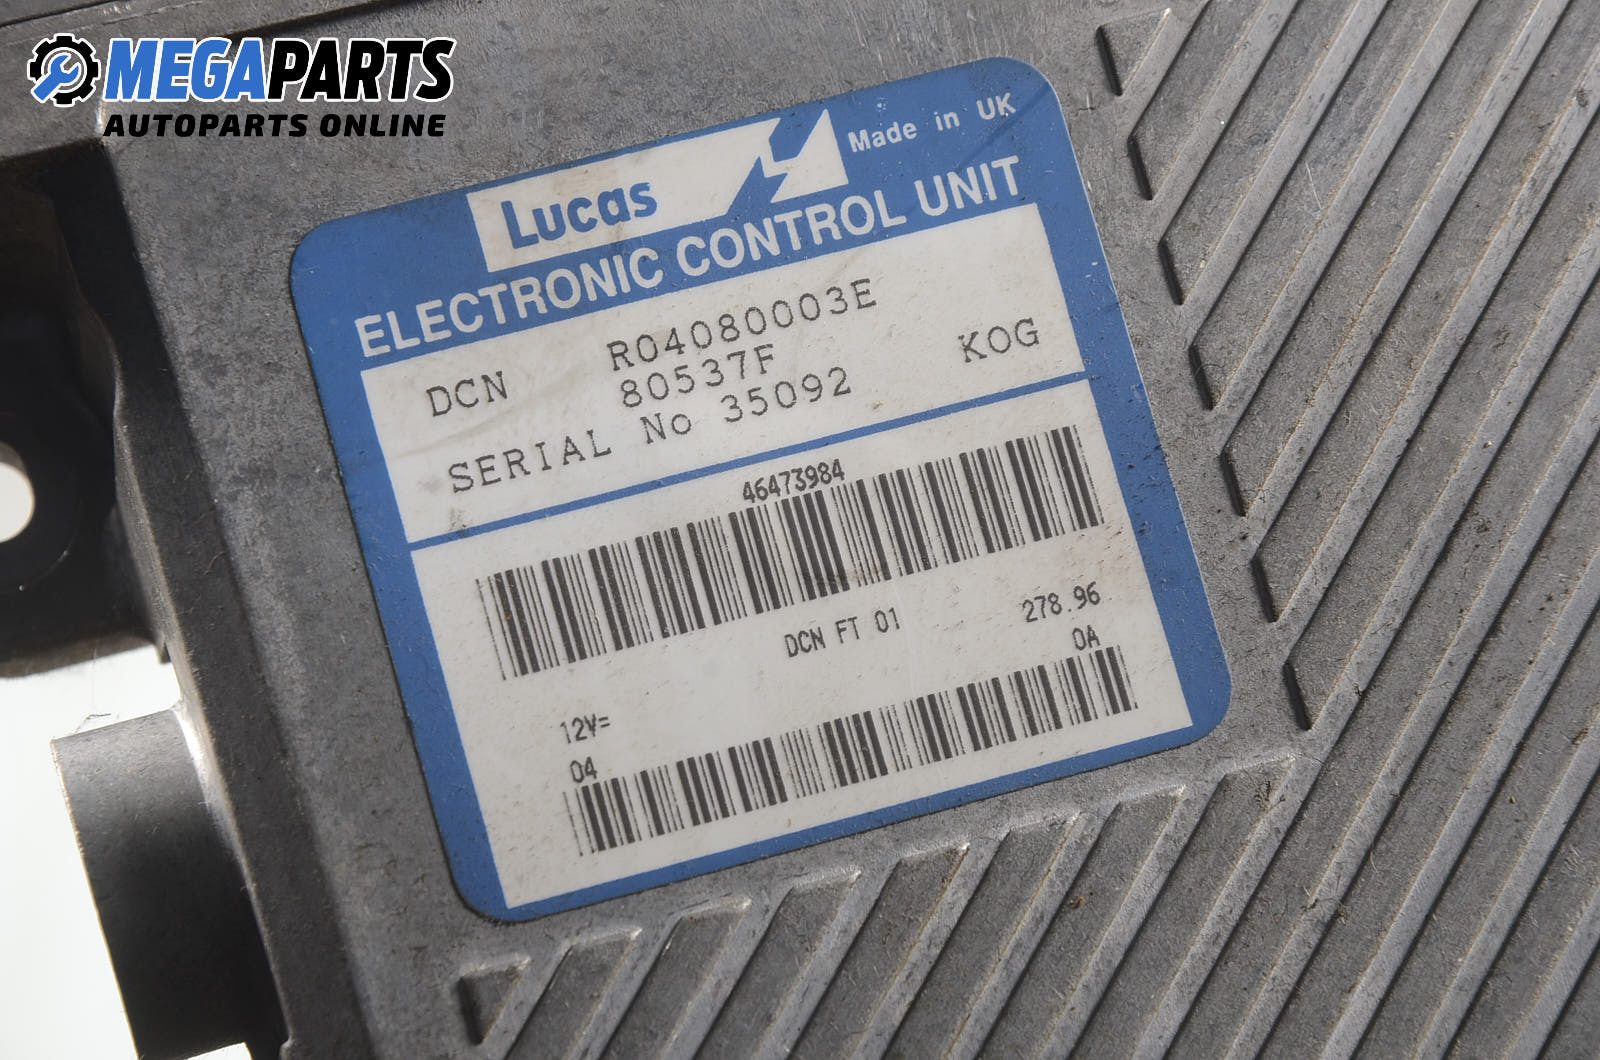 MEGAPARTS
AUTOPARTS ONLINE
Lucas
Made in UK
ELECTRONIC CONTROL UNIT
DCN R04080003E
80537F KOG
SERIAL No 35092
46473984
DCN FT 01 278.96
12V= 0A
04